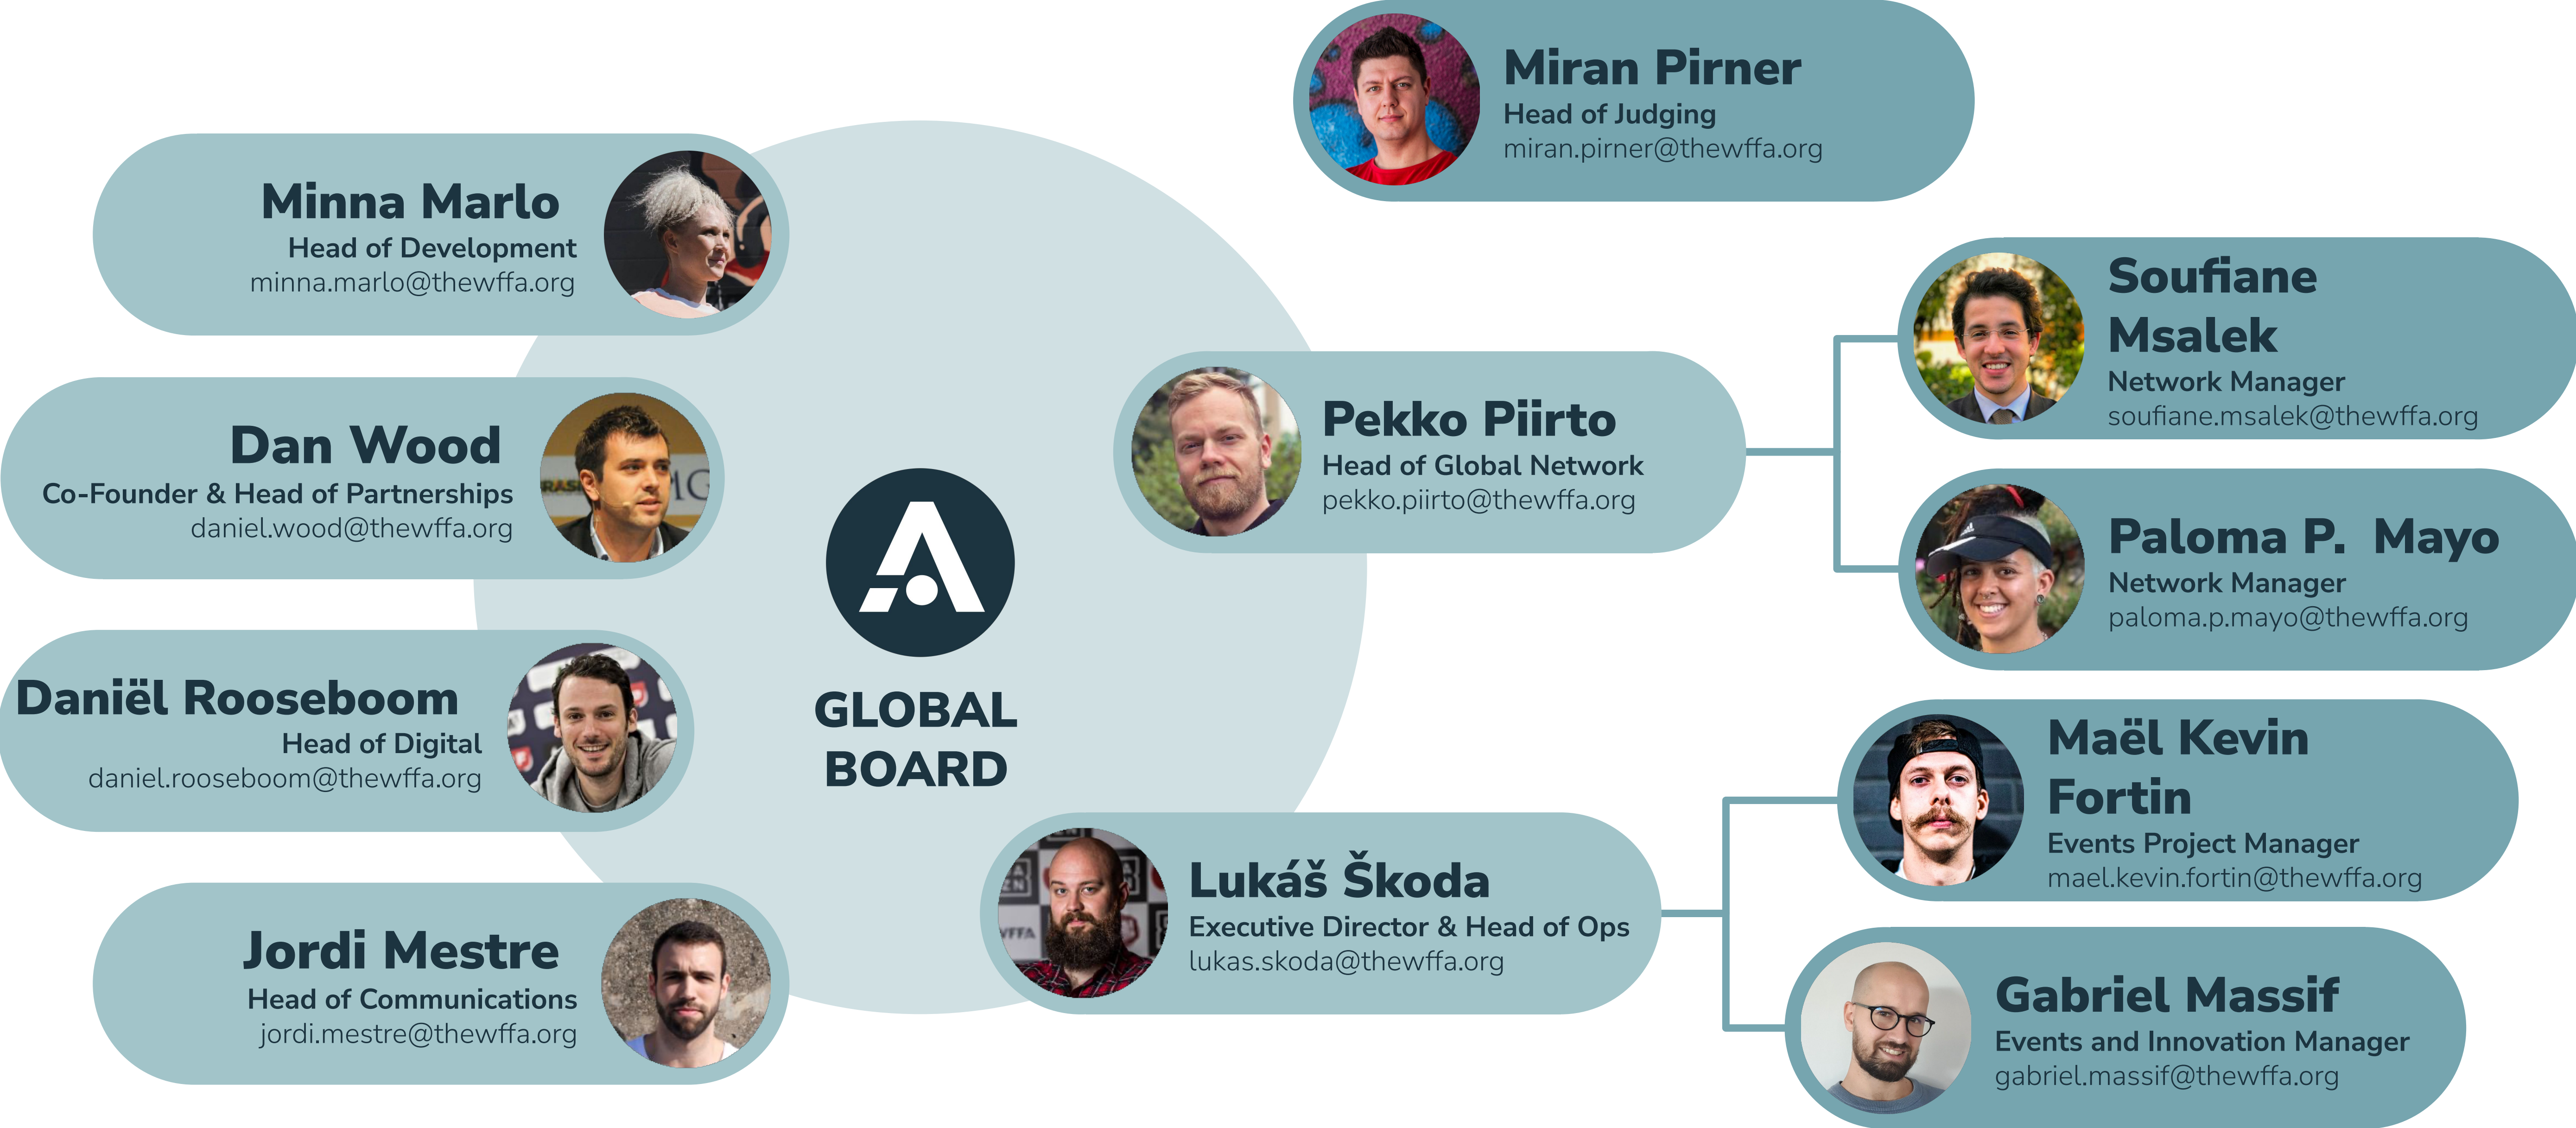 Miran Pirner
Head of Judging
miran.pirner@thewffa.org
Minna Marlo
Head of Development
minna.marlo@thewffa.org
Soufiane
Msalek
Network Manager
soufiane.msalek@thewffa.org
Dan Wood
Co-Founder & Head of Partnerships
daniel.wood@thewffa.org
Pekko Piirto
Head of Global Network
pekko.piirto@thewffa.org
Paloma P. Mayo
Network Manager
paloma.p.mayo@thewffa.org
Daniël Rooseboom
Head of Digital
daniel.rooseboom@thewffa.org
GLOBAL
BOARD
Maël Kevin
Fortin
Events Project Manager
mael.kevin.fortin@thewffa.org
Lukáš Škoda
Executive Director & Head of Ops
lukas.skoda@thewffa.org
Jordi Mestre
Head of Communications
jordi.mestre@thewffa.org
Gabriel Massif
Events and Innovation Manager
gabriel.massif@thewffa.org